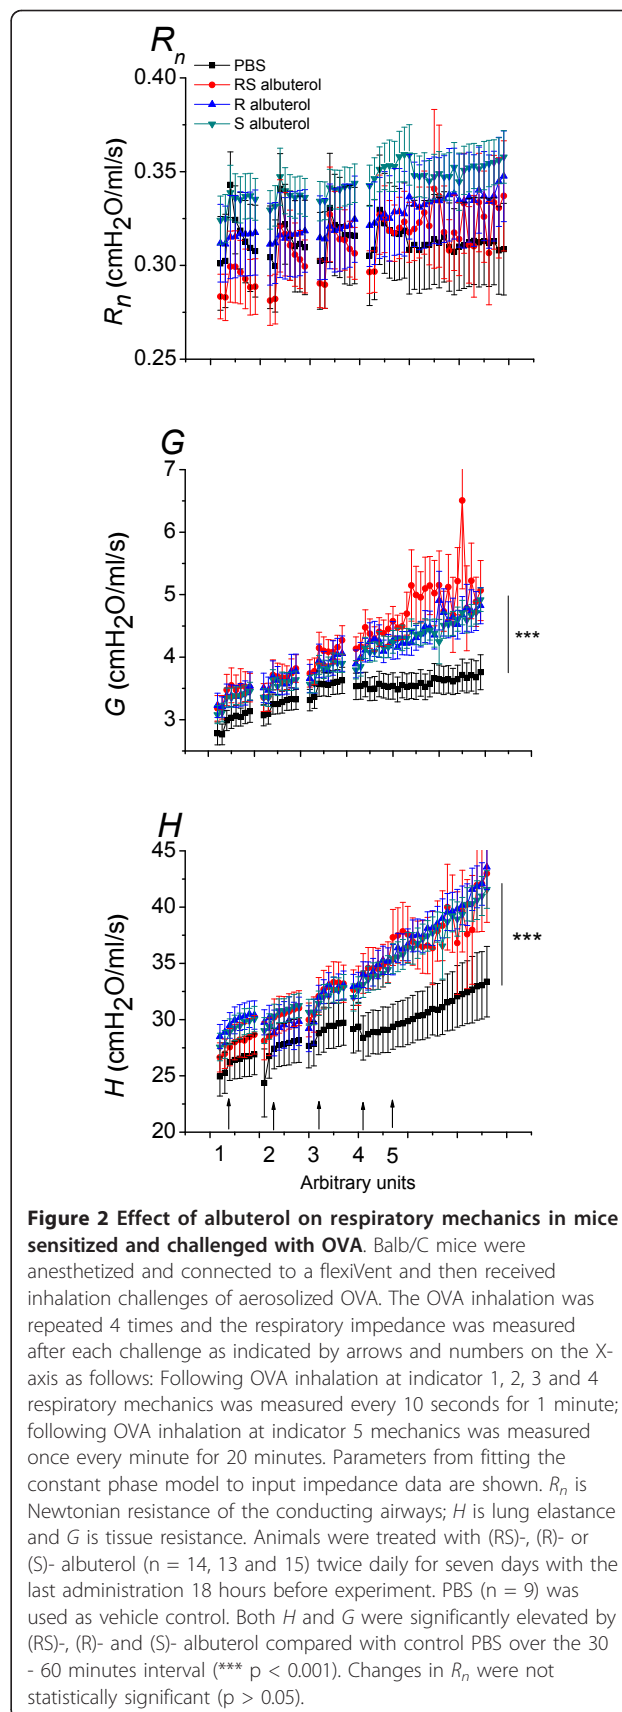 Rn
PBS
RS albuterol
R albuterol
S albuterol
0.40
0.35
0.30
0.25
Rn (cmH2O/ml/s)
G
7
6
5
4
3
G (cmH2O/ml/s)
***
H
45
40
35
30
25
20
H (cmH2O/ml/s)
***
1 2 3 4 5
Arbitrary units
Figure 2 Effect of albuterol on respiratory mechanics in mice
sensitized and challenged with OVA. Balb/C mice were
anesthetized and connected to a flexiVent and then received
inhalation challenges of aerosolized OVA. The OVA inhalation was
repeated 4 times and the respiratory impedance was measured
after each challenge as indicated by arrows and numbers on the X-
axis as follows: Following OVA inhalation at indicator 1, 2, 3 and 4
respiratory mechanics was measured every 10 seconds for 1 minute;
following OVA inhalation at indicator 5 mechanics was measured
once every minute for 20 minutes. Parameters from fitting the
constant phase model to input impedance data are shown. Rn is
Newtonian resistance of the conducting airways; H is lung elastance
and G is tissue resistance. Animals were treated with (RS)-, (R)- or
(S)- albuterol (n = 14, 13 and 15) twice daily for seven days with the
last administration 18 hours before experiment. PBS (n = 9) was
used as vehicle control. Both H and G were significantly elevated by
(RS)-, (R)- and (S)- albuterol compared with control PBS over the 30
- 60 minutes interval (*** p < 0.001). Changes in Rn were not
statistically significant (p > 0.05).